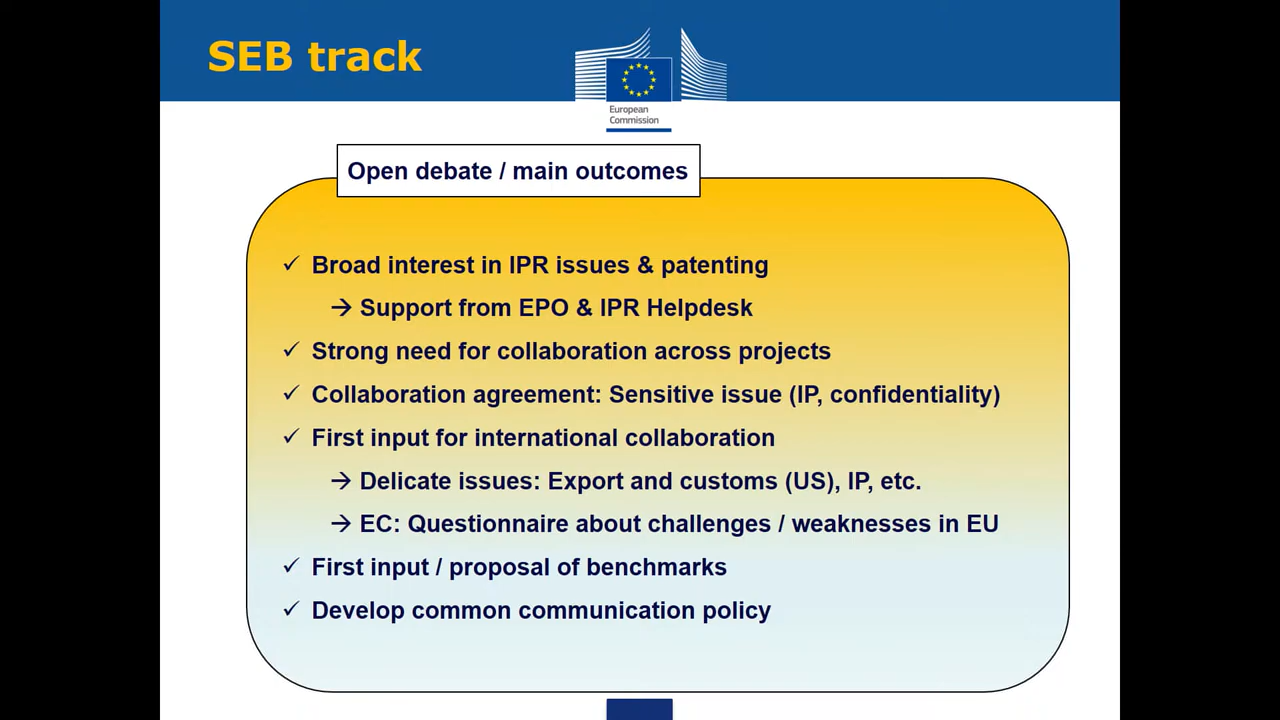 SEB track
European
Commission
Open debate / main outcomes
✓ Broad interest in IPR issues & patenting
→ Support from EPO & IPR Helpdesk
✓ Strong need for collaboration across projects
✓ Collaboration agreement: Sensitive issue (IP, confidentiality)
✓ First input for international collaboration
→ Delicate issues: Export and customs (US), IP, etc.
→ EC: Questionnaire about challenges / weaknesses in EU
✓ First input / proposal of benchmarks
✓ Develop common communication policy